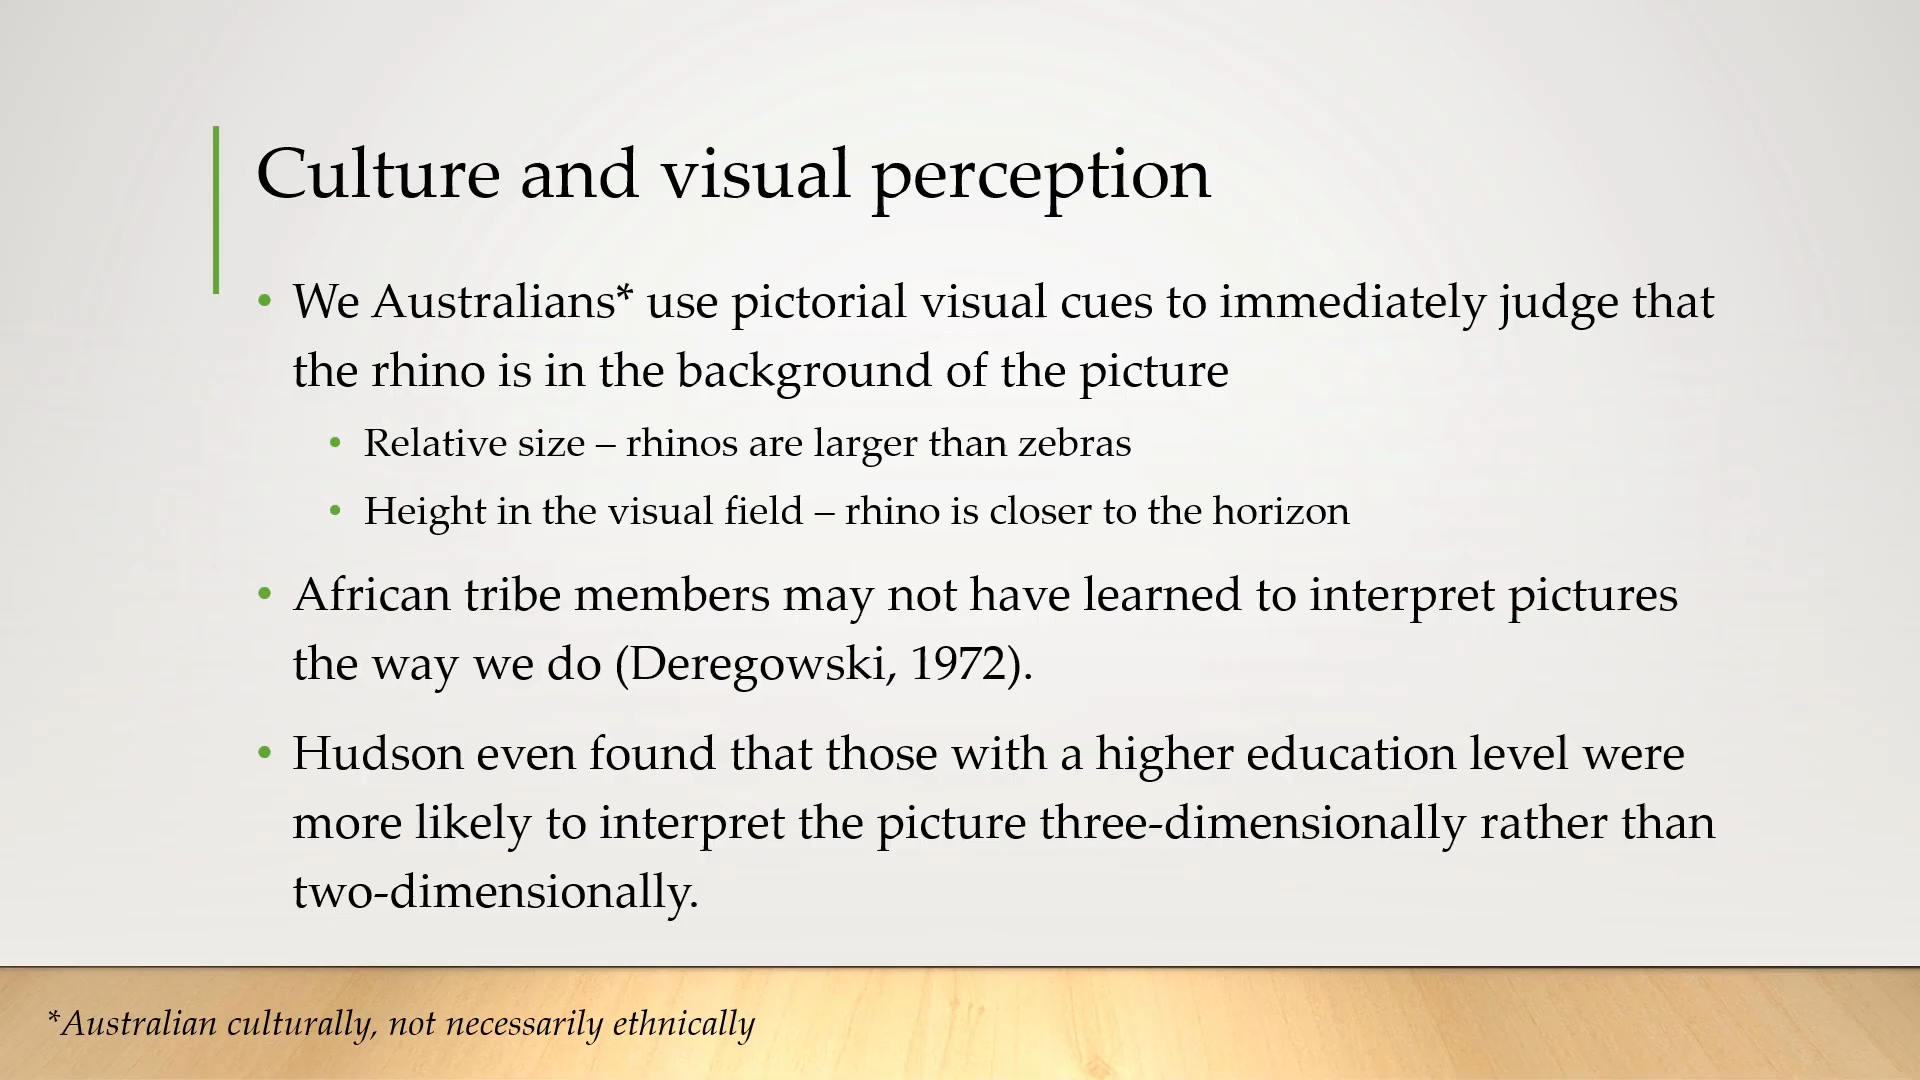 Culture and visual perception
• We Australians* use pictorial visual cues to immediately judge that
the rhino is in the background of the picture
• Relative size – rhinos are larger than zebras
• Height in the visual field – rhino is closer to the horizon
• African tribe members may not have learned to interpret pictures
the way we do (Deregowski, 1972).
• Hudson even found that those with a higher education level were
more likely to interpret the picture three-dimensionally rather than
two-dimensionally.
*Australian culturally, not necessarily ethnically